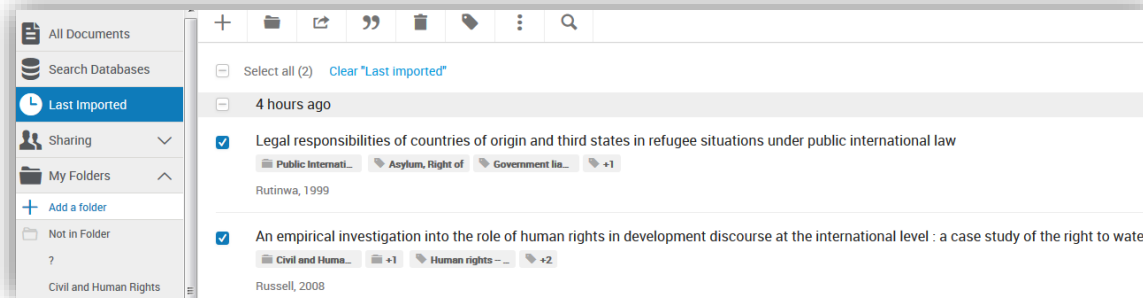 All Documents
Search Databases
Last Imported
Sharing
My Folders
Add a folder
Not in Folder
?
Civil and Human Rights
Select all (2) Clear "Last imported"
4 hours ago
Legal responsibilities of countries of origin and third states in refugee situations under public international law
Public Internati... Asylum, Right of Government lia... +1
Rutinwa, 1999
An empirical investigation into the role of human rights in development discourse at the international level : a case study of the right to wate
Civil and Huma... +1 Human rights -- ... +2
Russell, 2008